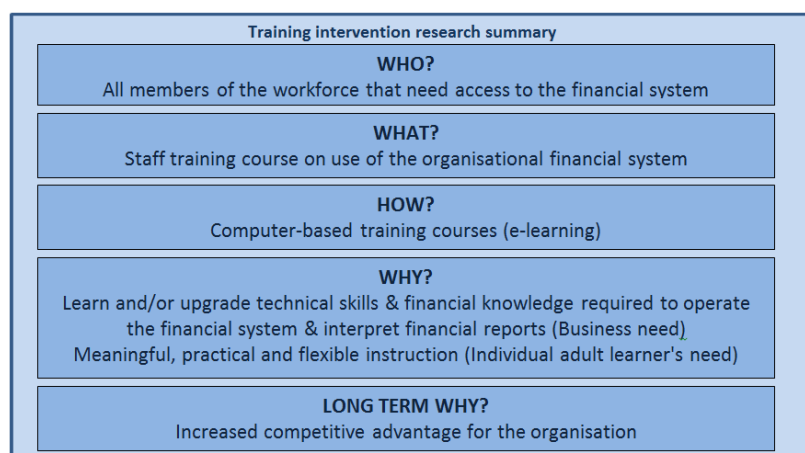 Training intervention research summary
WHO?
All members of the workforce that need access to the financial system
WHAT?
Staff training course on use of the organisational financial system
HOW?
Computer-based training courses (e-learning)
WHY?
Learn and/or upgrade technical skills & financial knowledge required to operate
the financial system & interpret financial reports (Business need)
Meaningful, practical and flexible instruction (Individual adult learner's need)
LONG TERM WHY?
Increased competitive advantage for the organisation